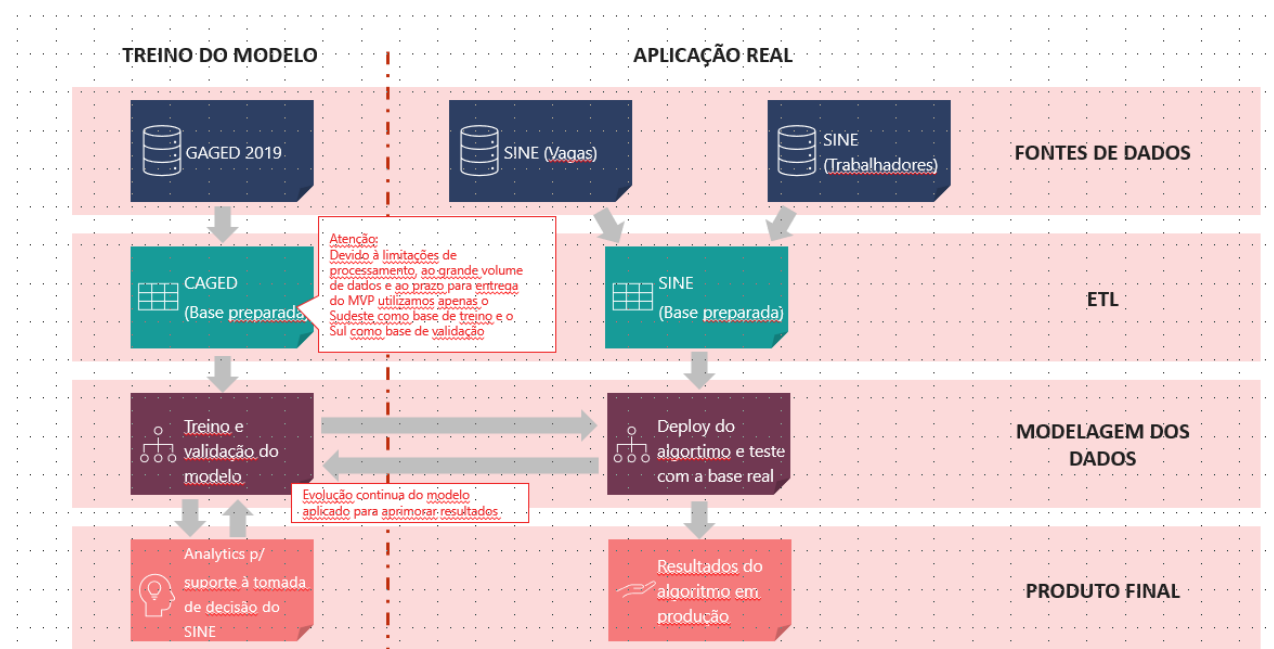 TREINO DO MODELO
APLICAÇÃO REAL
GAGED 2019
SINE (Vagas)
SINE
(Trabalhadores)
FONTES DE DADOS
CAGED
(Base preparada)
Atenção:
Devido à limitações de
processamento, ao grande volume
de dados e ao prazo para entrega
do MVP utilizamos apenas o
Sudeste como base de treino e o
Sul como base de validação
SINE
(Base preparada)
ETL
Treino e
validação do
modelo
Deploy do
algortimo e teste
com a base real
MODELAGEM DOS
DADOS
Evolução continua do modelo
aplicado para aprimorar resultados
Analytics p/
suporte à tomada
de decisão do
SINE
Resultados do
algoritmo em
produção
PRODUTO FINAL